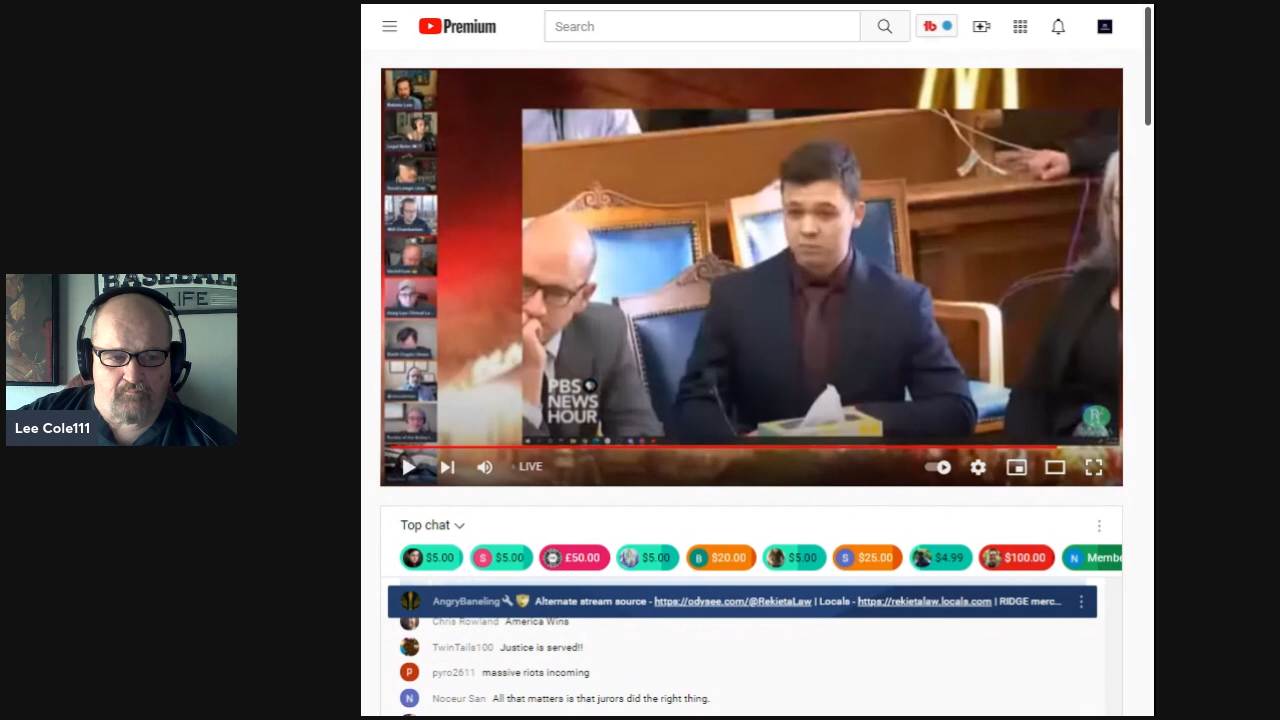 Premium
Search
BASEBALL
LIFE
Lee Cole111
Rekieta Law
PBS
NEWS
HOUR
LIVE
Top chat
$5.00
S $5.00
£50.00
$5.00
B $20.00
$5.00
S $25.00
$4.99
$100.00
N Membe
AngryBaneling Alternate stream source - https://odysee.com/@RekietaLaw | Locals - https://rekietalaw.locals.com | RIDGE merc...
Chris Rowland America Wins
TwinTails100 Justice is served!!
P pyro2611 massive riots incoming
N Noceur San All that matters is that jurors did the right thing.